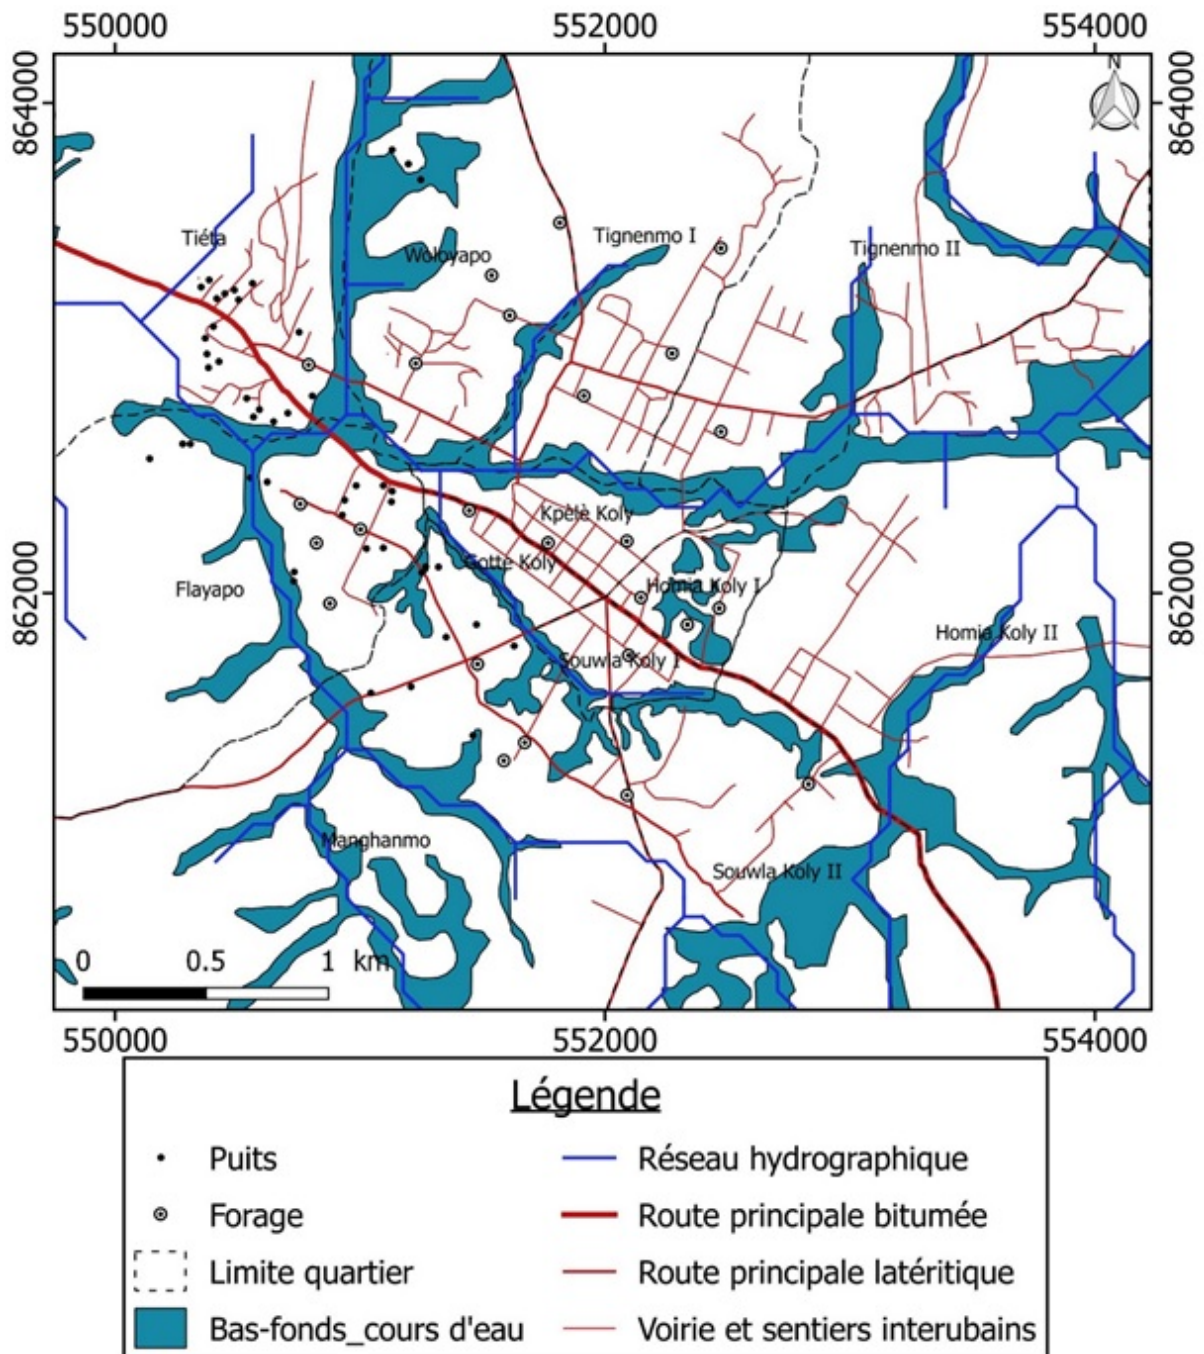 550000 552000 554000
N
864000 864000
Tiéta
Woloyapo
Tignenmo I
Tignenmo II
Kpèlè Koly
Gotte Koly
862000 862000
Flayapo
Homia Koly I
Homia Koly II
Souwla Koly I
Manghanmo
Souwla Koly II
0 0.5 1 km
550000 552000 554000
Légende
Puits
Réseau hydrographique
Forage
Route principale bitumée
Limite quartier
Route principale latéritique
Bas-fonds_cours d'eau
Voirie et sentiers interubains